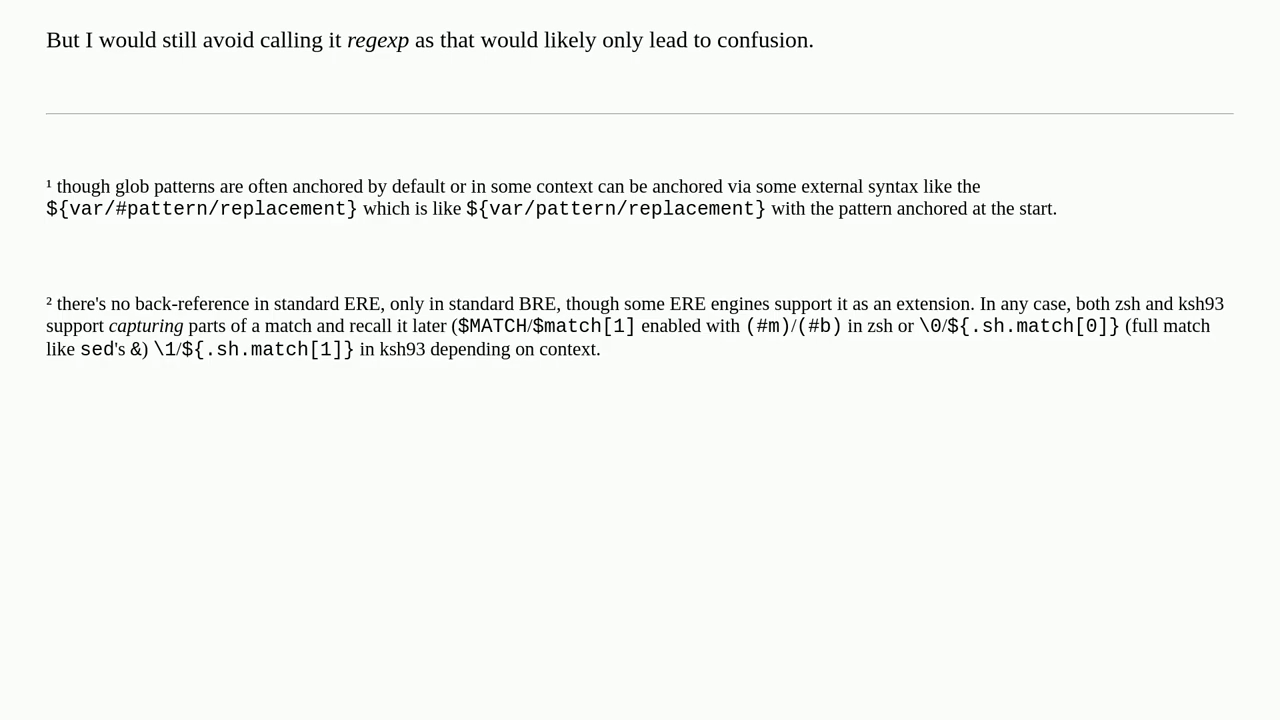 But I would still avoid calling it regexp as that would likely only lead to confusion.
¹ though glob patterns are often anchored by default or in some context can be anchored via some external syntax like the
${var/#pattern/replacement} which is like ${var/pattern/replacement} with the pattern anchored at the start.
² there's no back-reference in standard ERE, only in standard BRE, though some ERE engines support it as an extension. In any case, both zsh and ksh93
support capturing parts of a match and recall it later ($MATCH/$match[1] enabled with (#m)/(#b) in zsh or \0/${.sh.match[0]} (full match
like sed's &) \1/${.sh.match[1]} in ksh93 depending on context.